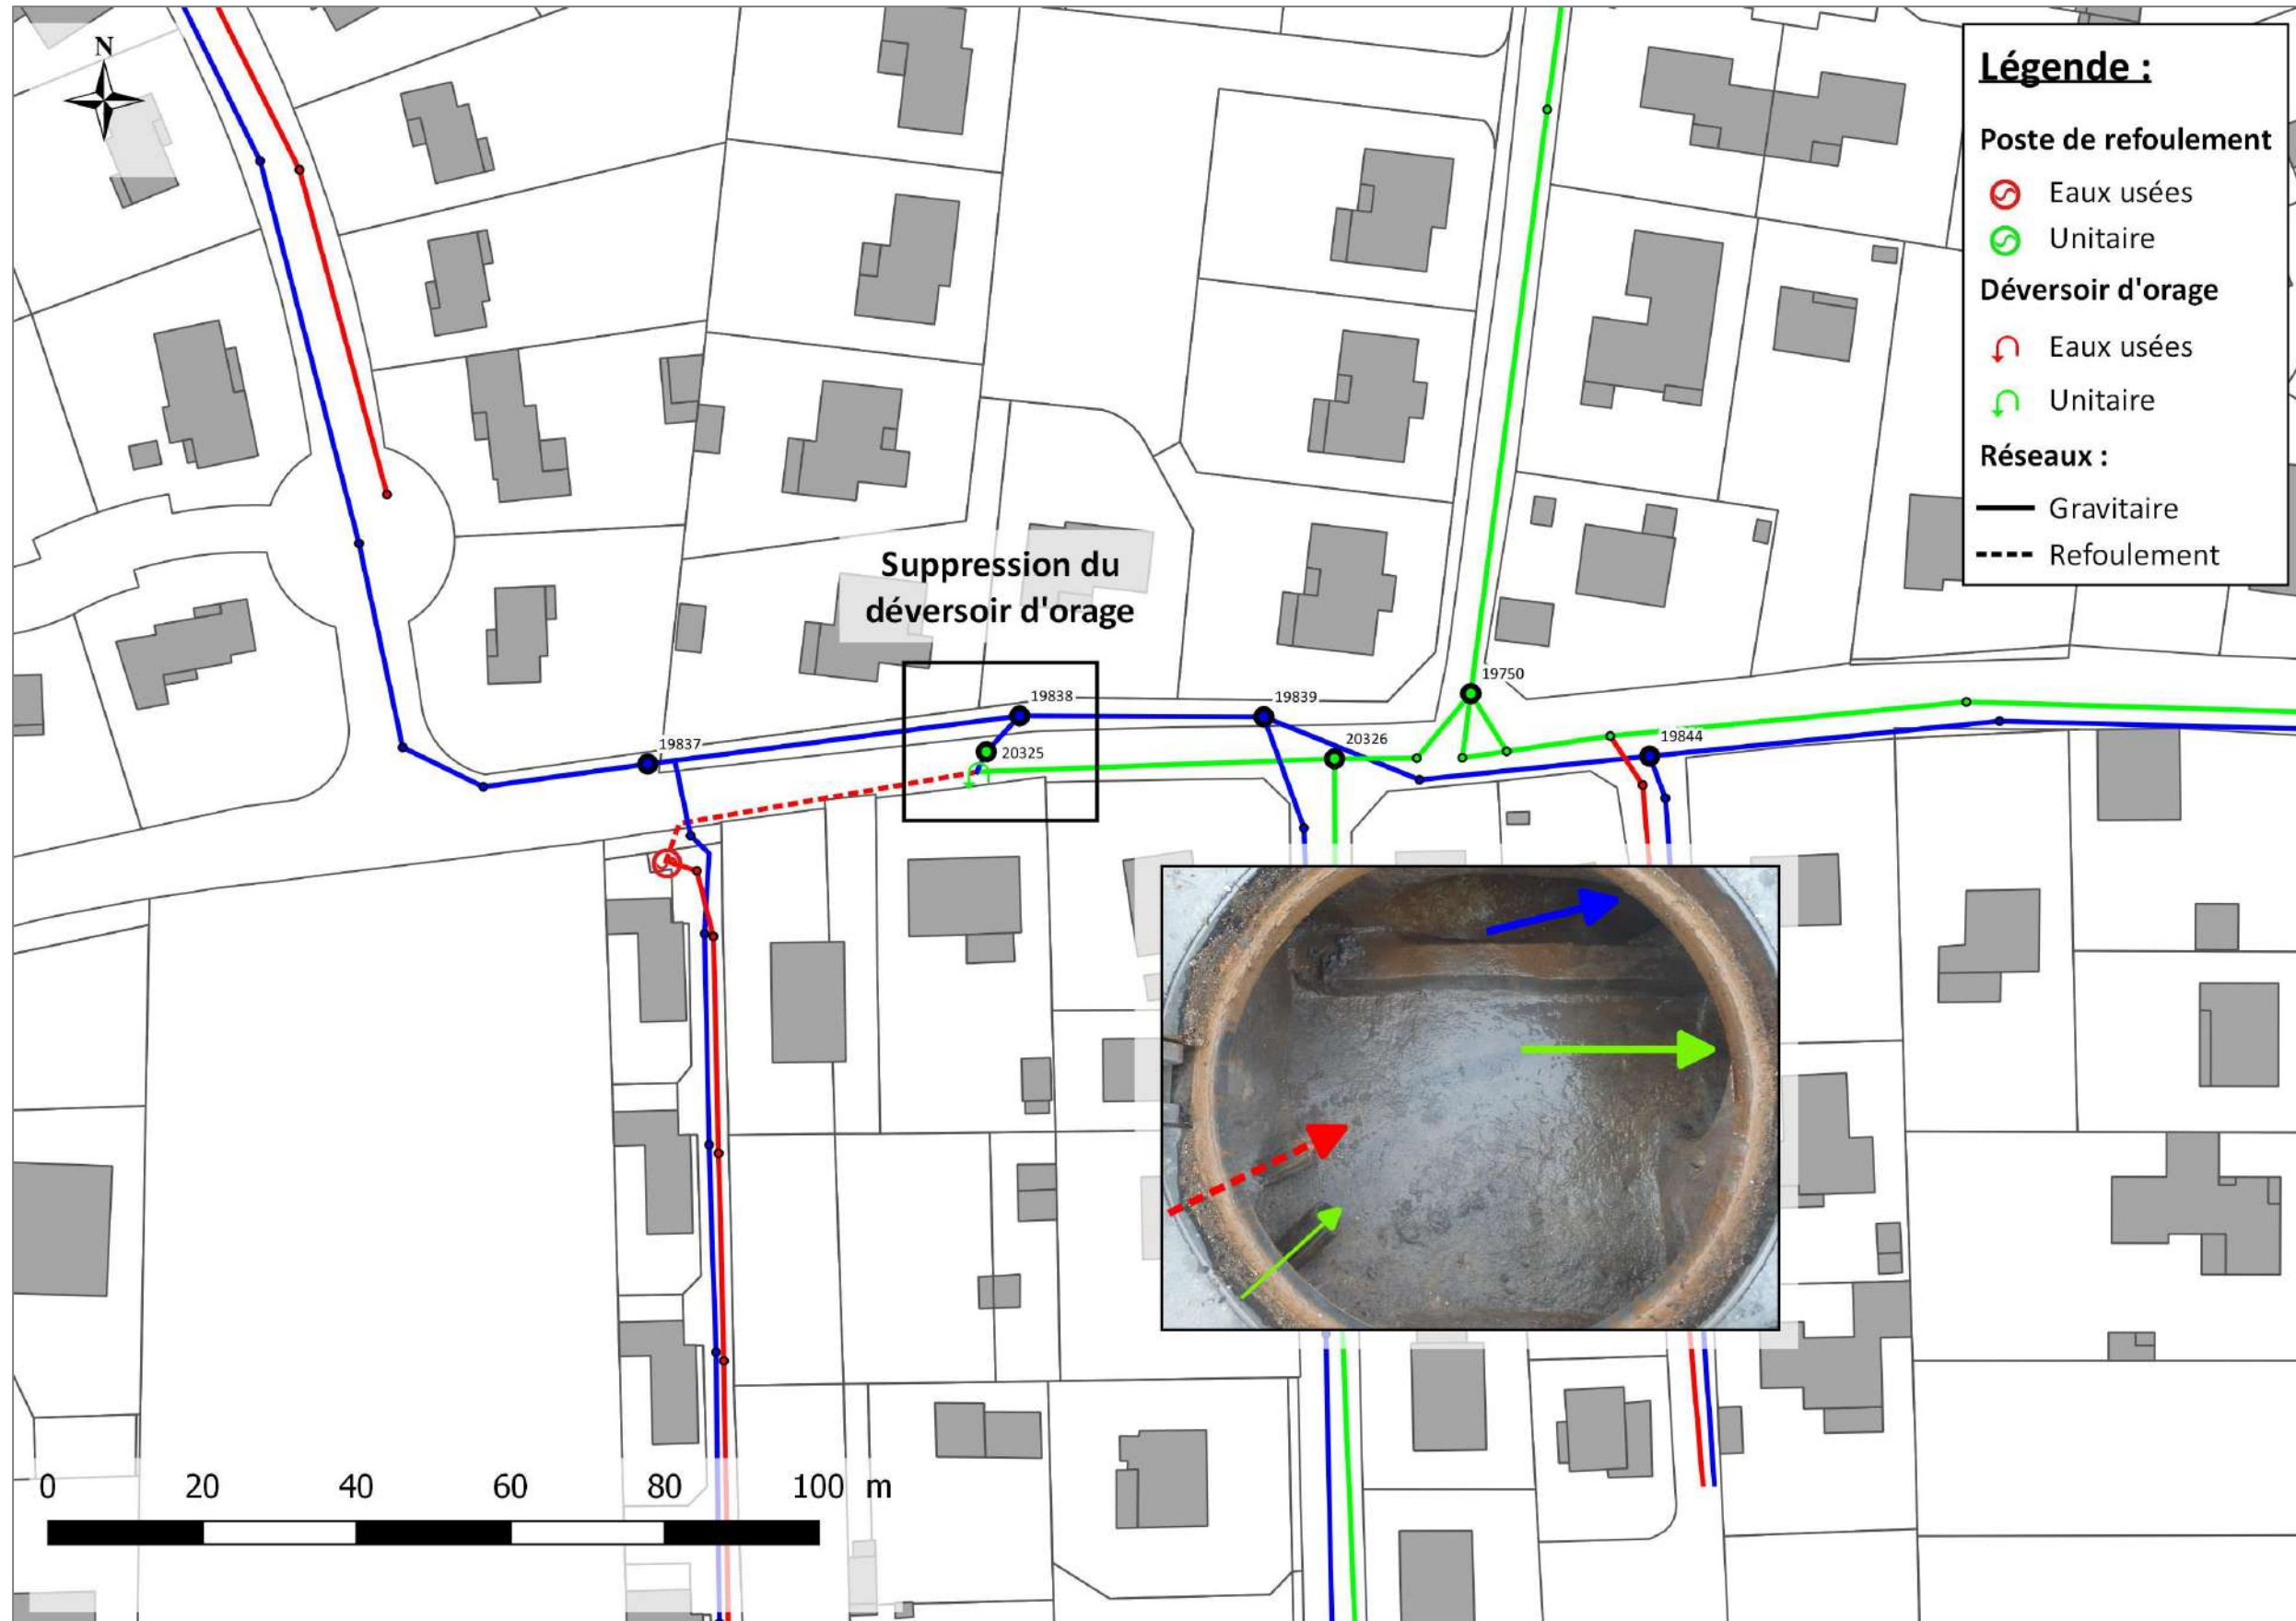 N
Légende :
Poste de refoulement
Eaux usées
Unitaire
Déversoir d'orage
Eaux usées
Unitaire
Réseaux :
Gravitaire
Refoulement
Suppression du
déversoir d'orage
19750
19838
19839
19837
20325
20326
19844
0 20 40 60 80 100 m